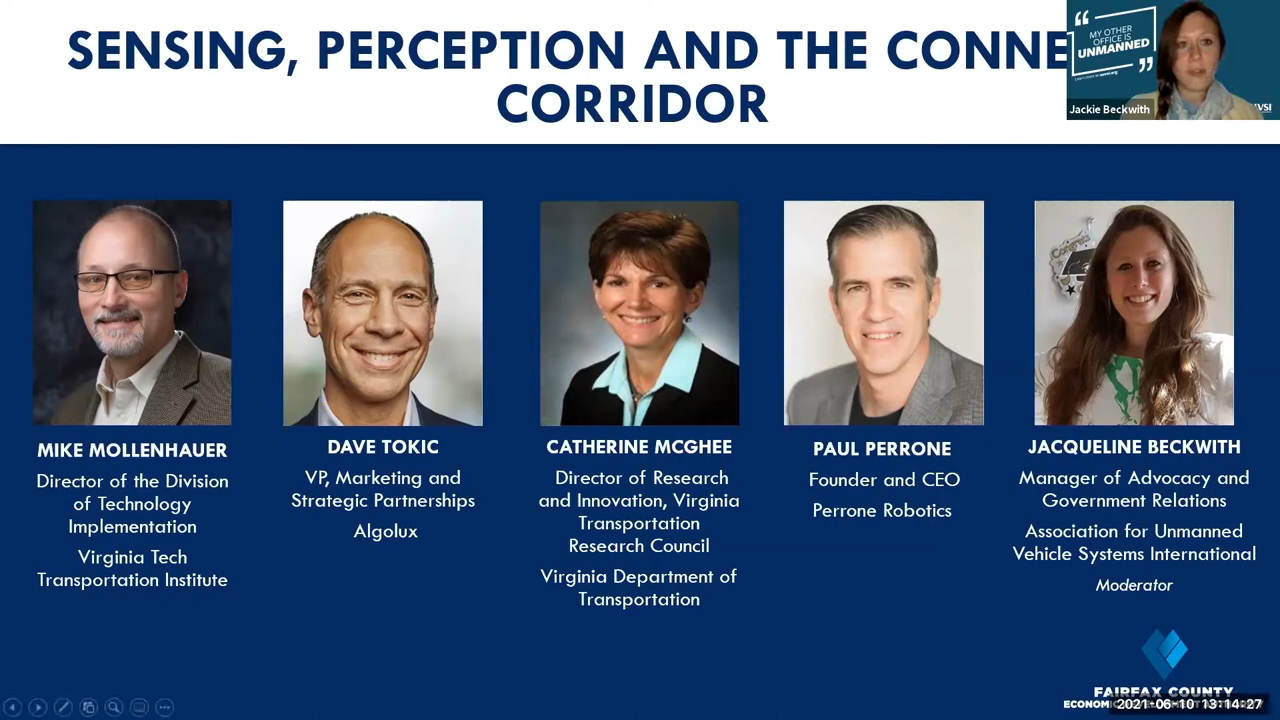 SENSING, PERCEPTION AND THE CONNE
CORRIDOR
MY OTHER
OFFICE IS
UNMANNED
Jackie Beckwith
Congrats
MIKE MOLLENHAUER
Director of the Division
of Technology
Implementation
Virginia Tech
Transportation Institute
DAVE TOKIC
VP, Marketing and
Strategic Partnerships
Algolux
CATHERINE MCGHEE
Director of Research
and Innovation, Virginia
Transportation
Research Council
Virginia Department of
Transportation
PAUL PERRONE
Founder and CEO
Perrone Robotics
JACQUELINE BECKWITH
Manager of Advocacy and
Government Relations
Association for Unmanned
Vehicle Systems International
Moderator
FAIRFAX COUNTY
2021-06-10 13:14:27